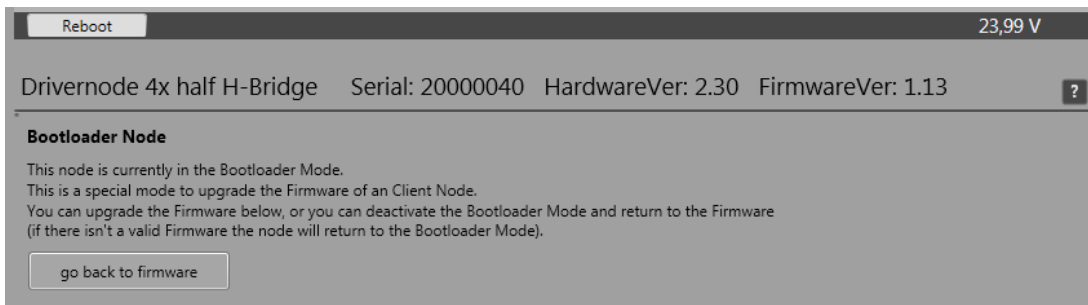 Reboot 23,99 V
Drivernode 4x half H-Bridge Serial: 20000040 HardwareVer: 2.30 FirmwareVer: 1.13 ?
Bootloader Node
This node is currently in the Bootloader Mode.
This is a special mode to upgrade the Firmware of an Client Node.
You can upgrade the Firmware below, or you can deactivate the Bootloader Mode and return to the Firmware
(if there isn't a valid Firmware the node will return to the Bootloader Mode).
go back to firmware